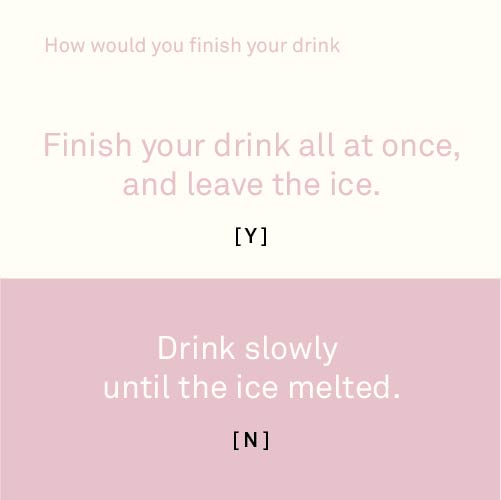 How would you finish your drink
Finish your drink all at once,
and leave the ice.
[Y]
Drink slowly
until the ice melted.
[N]